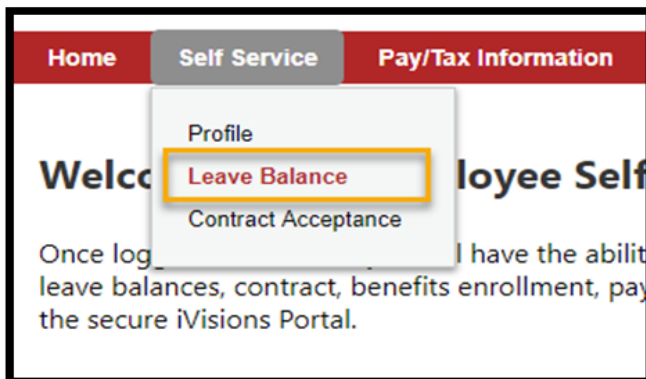 Home Self Service Pay/Tax Information
Profile
Leave Balance
Contract Acceptance
Welc loyee Self
Once log l have the abilit
leave balances, contract, benefits enrollment, pay
the secure iVisions Portal.